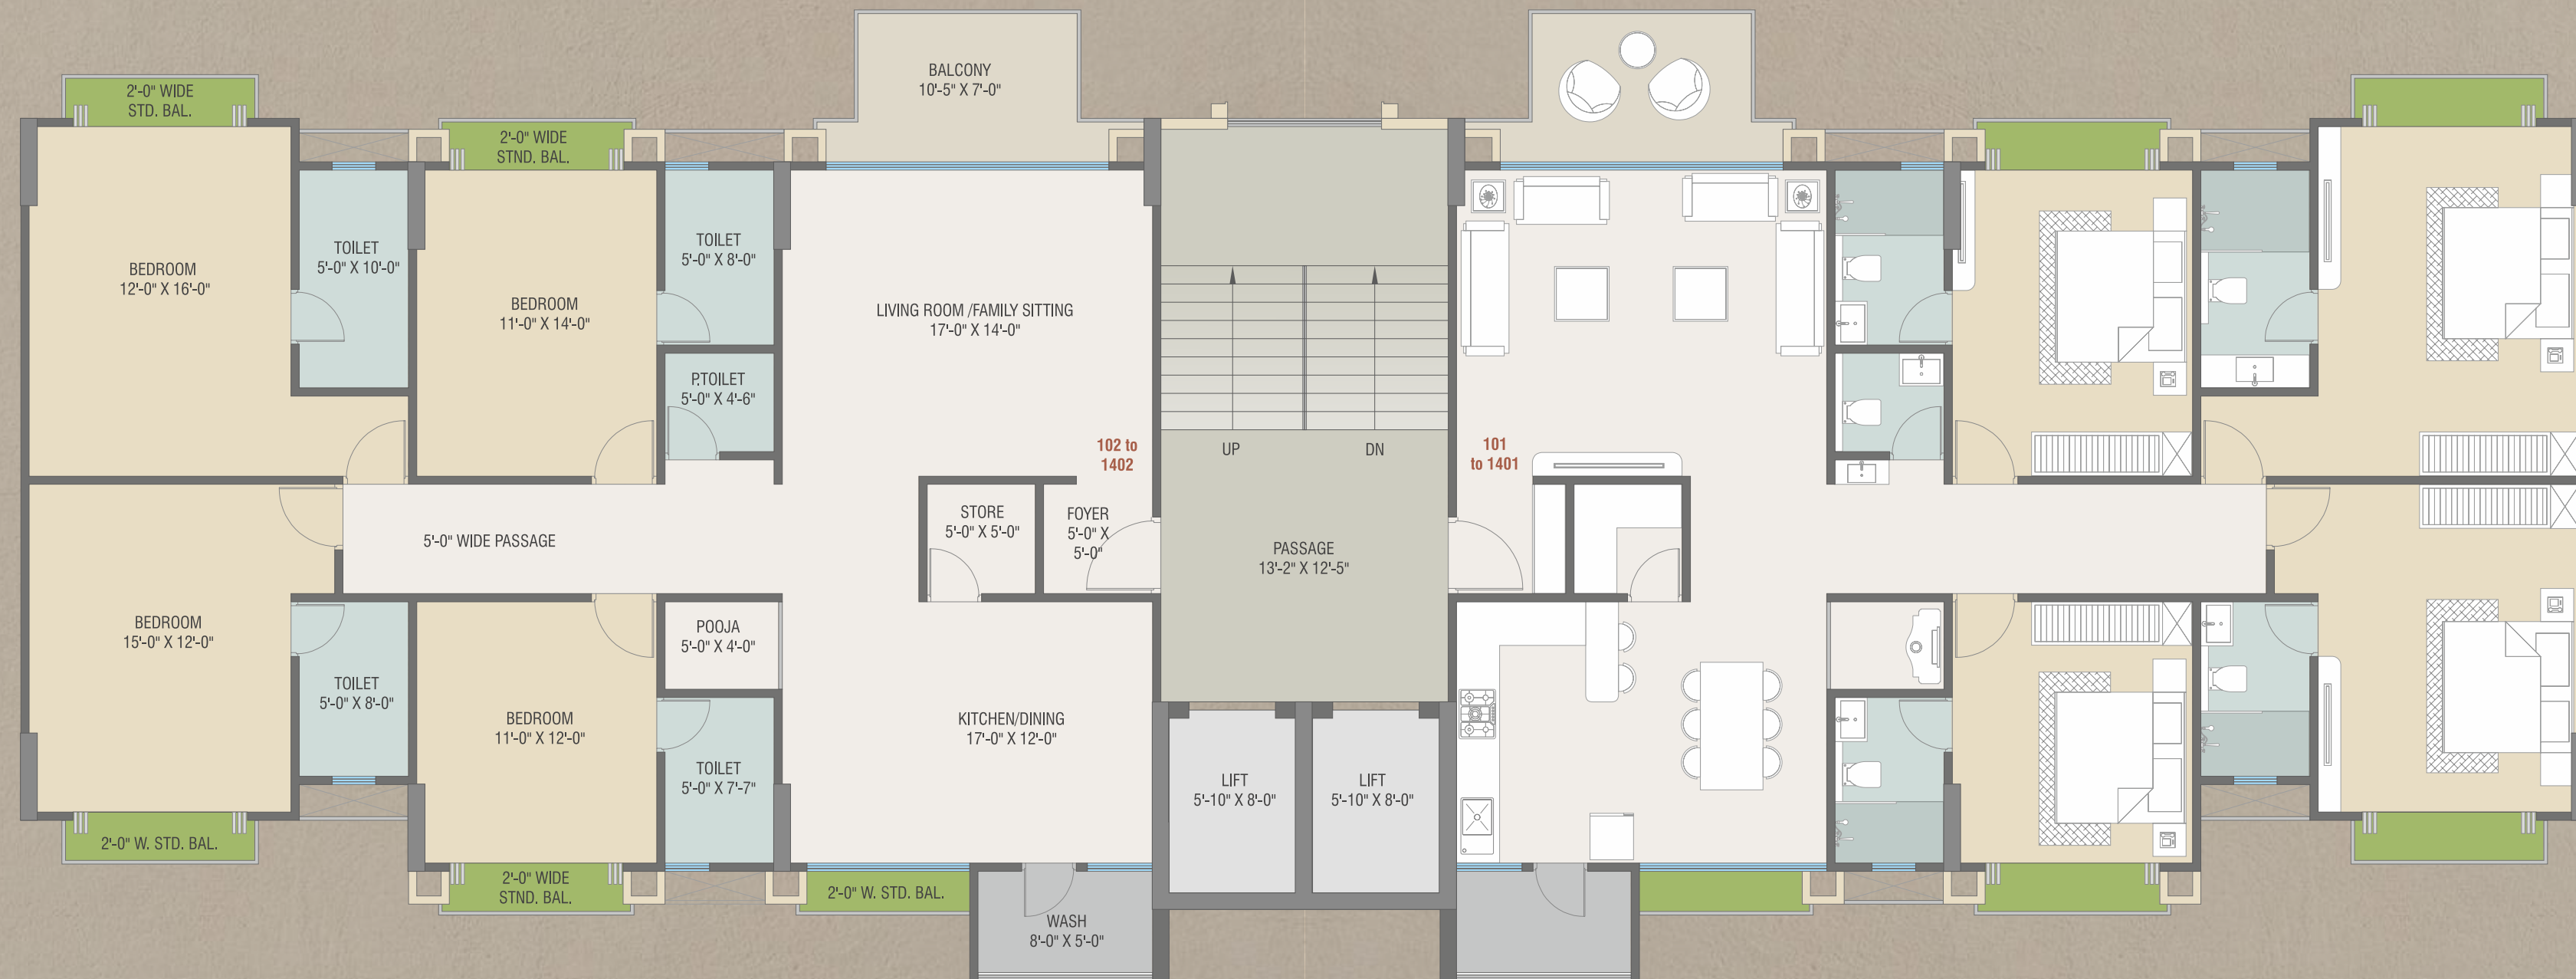 BALCONY
10'-5" X 7'-0"
2'-0" WIDE
STD. BAL.
2'-0" WIDE
STND. BAL.
BEDROOM
12'-0" X 16'-0"
TOILET
5'-0" X 10'-0"
BEDROOM
11'-0" X 14'-0"
TOILET
5'-0" X 8'-0"
P.TOILET
5'-0" X 4'-6"
LIVING ROOM /FAMILY SITTING
17'-0" X 14'-0"
102 to
1402
UP
DN
101
to 1401
STORE
5'-0" X 5'-0"
FOYER
5'-0" X
5'-0"
5'-0" WIDE PASSAGE
PASSAGE
13'-2" X 12'-5"
BEDROOM
15'-0" X 12'-0"
TOILET
5'-0" X 8'-0"
BEDROOM
11'-0" X 12'-0"
POOJA
5'-0" X 4'-0"
TOILET
5'-0" X 7'-7"
KITCHEN/DINING
17'-0" X 12'-0"
LIFT
5'-10" X 8'-0"
LIFT
5'-10" X 8'-0"
2'-0" W. STD. BAL.
2'-0" WIDE
STND. BAL.
2'-0" W. STD. BAL.
WASH
8'-0" X 5'-0"